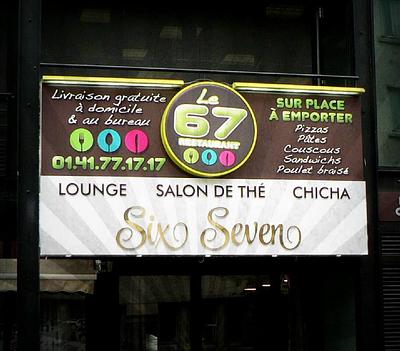 Livraison gratuite
à domicile
& au bureau
01.41.77.17.17
Le
67
RESTAURANT
SUR PLACE
À EMPORTER
Pizzas
Pâtes
Couscous
Sandwichs
Poulet braisé
LOUNGE SALON DE THÉ CHICHA
Six Seven